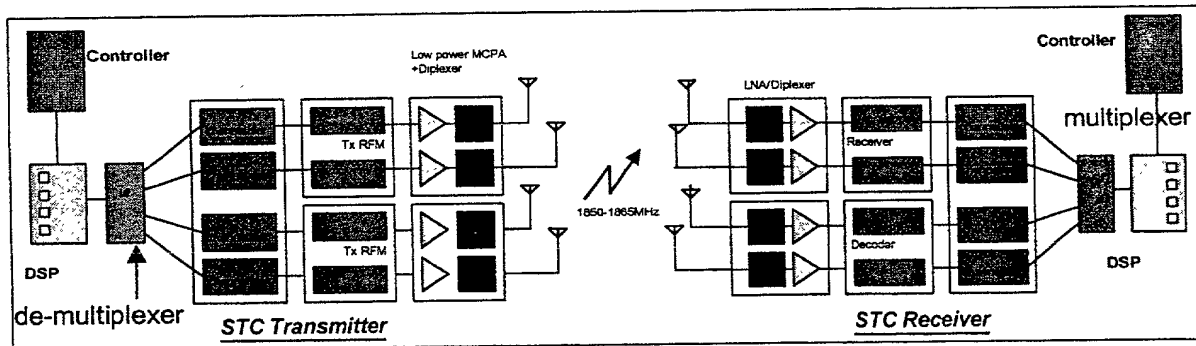 Controller
Low power MCPA
+Diplexer
Tx RFM
Tx RFM
DSP
de-multiplexer
STC Transmitter
1850-1865MHz
LNA/Diplexer
Receiver
Decodar
Controller
multiplexer
DSP
STC Receiver